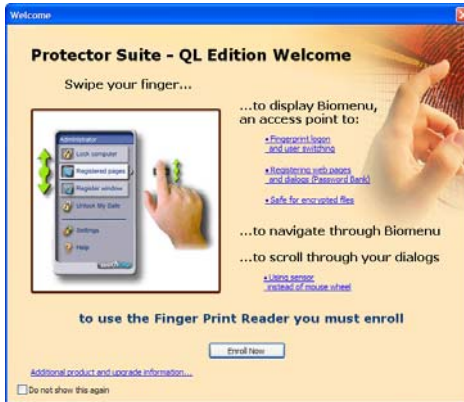 Welcome
Protector Suite - QL Edition Welcome
Swipe your finger...
Administrator
Lock computer
Registered pages
Register window
Unlock My Safe
Settings
Help
...to display Biomenu,
an access point to:
• Fingerprint logon
and user switching
• Registering web pages
and dialogs (Password Bank)
• Safe for encrypted files
...to navigate through Biomenu
...to scroll through your dialogs
• Using sensor
instead of mouse wheel
to use the Finger Print Reader you must enroll
Enroll Now
Additional product and upgrade information...
Do not show this again